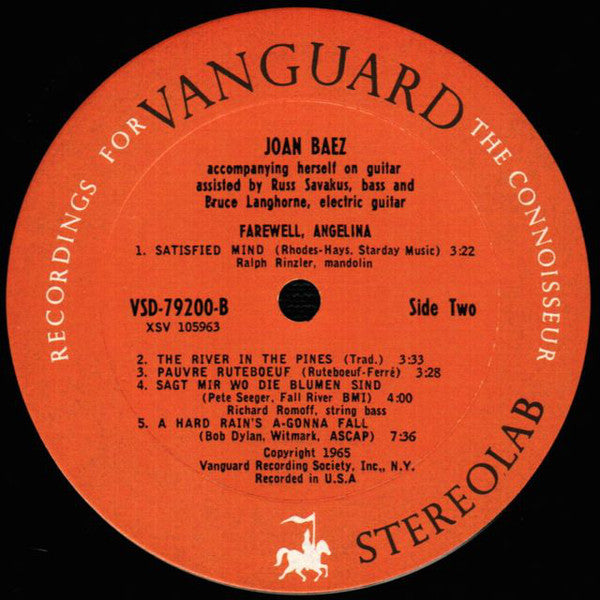 RECORDINGS FOR VANGUARD THE CONNOISSEUR
JOAN BAEZ
accompanying herself on guitar
assisted by Russ Savakus, bass and
Bruce Langhorne, electric guitar
FAREWELL, ANGELINA
1. SATISFIED MIND (Rhodes-Hays, Starday Music) 3:22
Ralph Rinzler, mandolin
VSD-79200-B Side Two
XSV 105963
2. THE RIVER IN THE PINES (Trad.) 3:33
3. PAUVRE RUTEBOEUF (Ruteboeuf-Ferré) 3:28
4. SAGT MIR WO DIE BLUMEN SIND
(Pete Seeger, Fall River BMI) 4:00
Richard Romoff, string bass
5. A HARD RAIN'S A-GONNA FALL
(Bob Dylan, Witmark, ASCAP) 7:36
Copyright 1965
Vanguard Recording Society, Inc., N.Y.
Recorded in U.S.A
STEREOLAB